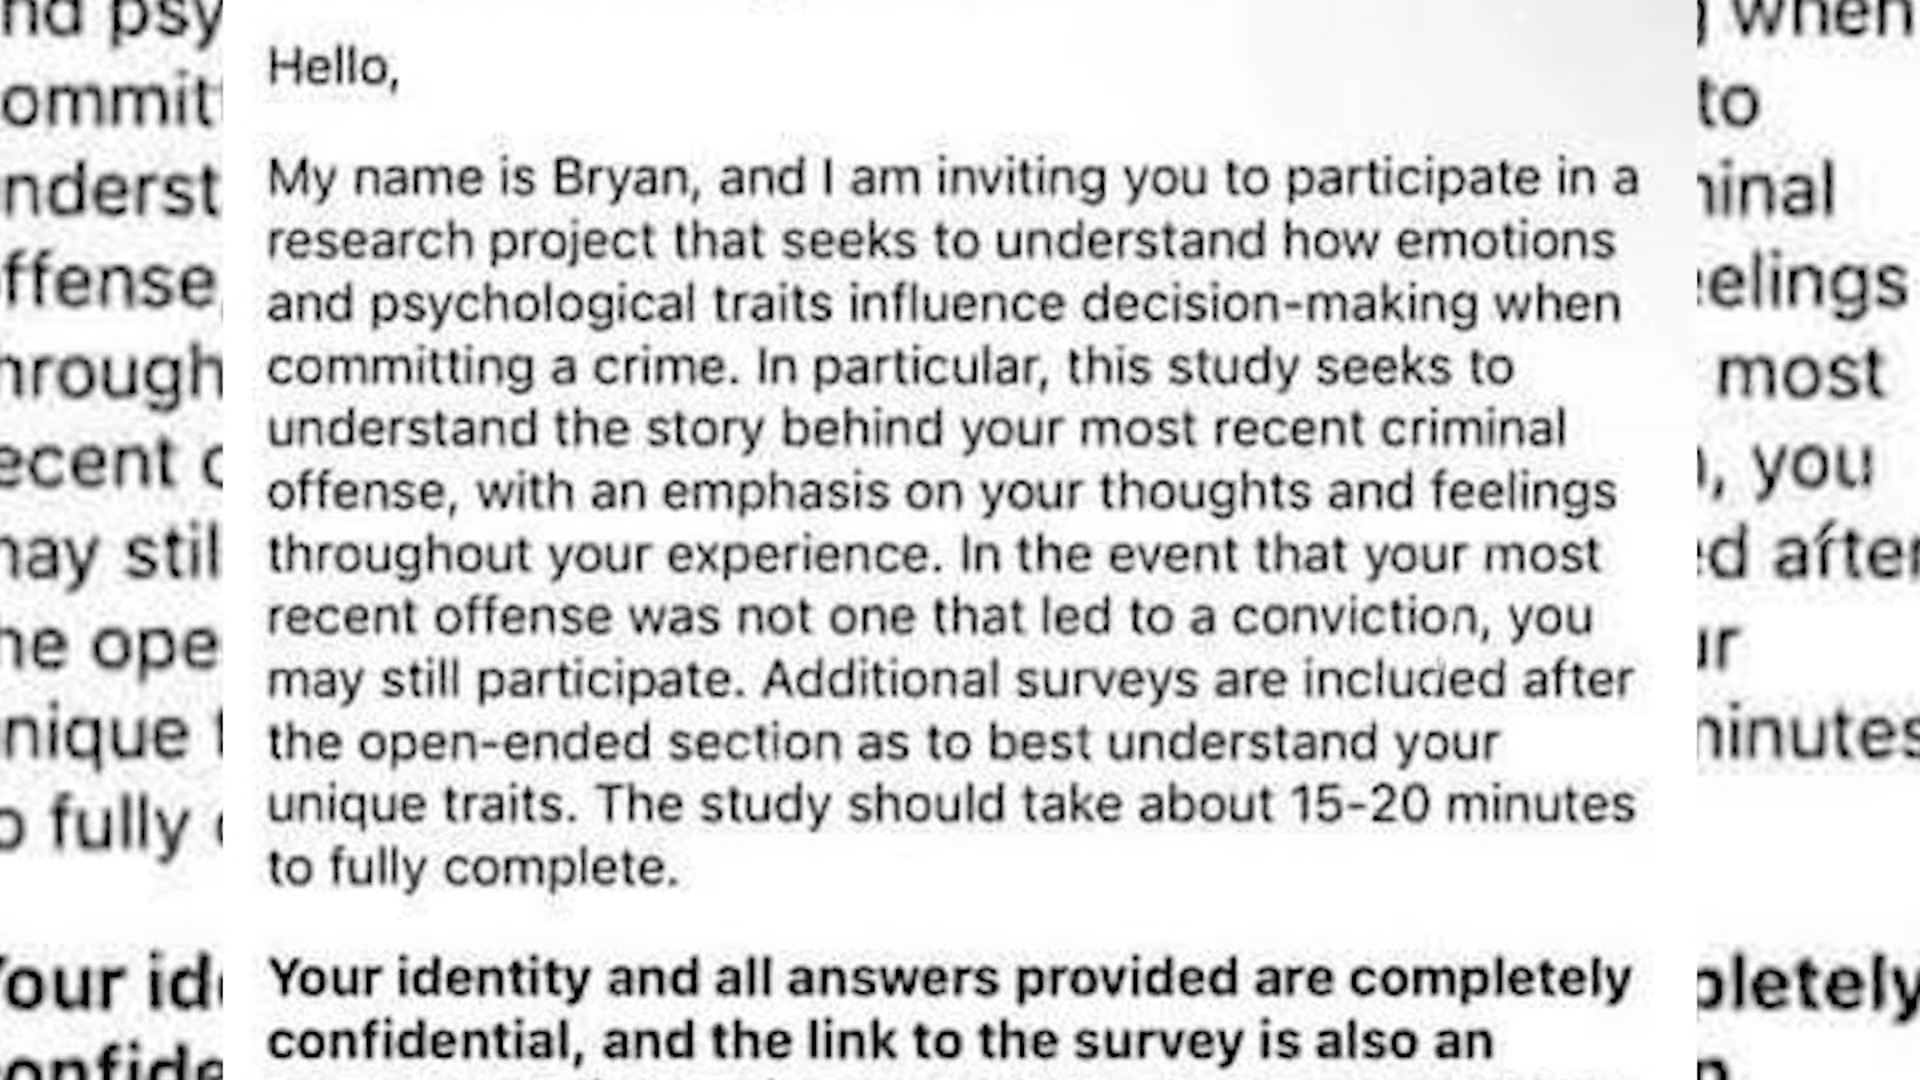 Hello,
My name is Bryan, and I am inviting you to participate in a
research project that seeks to understand how emotions
and psychological traits influence decision-making when
committing a crime. In particular, this study seeks to
understand the story behind your most recent criminal
offense, with an emphasis on your thoughts and feelings
throughout your experience. In the event that your most
recent offense was not one that led to a conviction, you
may still participate. Additional surveys are included after
the open-ended section as to best understand your
unique traits. The study should take about 15-20 minutes
to fully complete.
Your identity and all answers provided are completely
confidential, and the link to the survey is also an